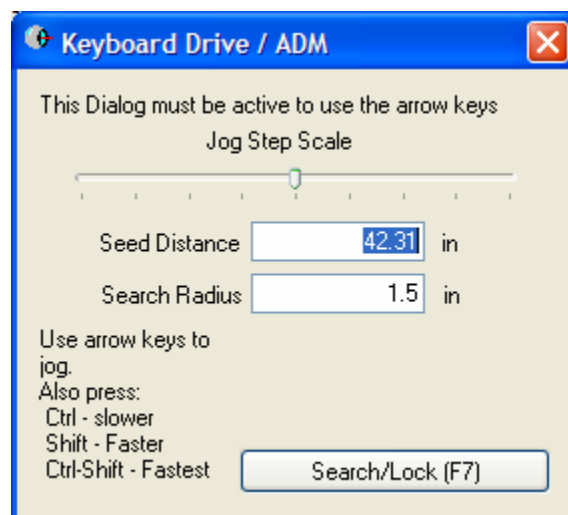 Keyboard Drive / ADM
This Dialog must be active to use the arrow keys
Jog Step Scale
Seed Distance 42.31 in
Search Radius 1.5 in
Use arrow keys to
jog.
Also press:
Ctrl - slower
Shift - Faster
Ctrl-Shift - Fastest
Search/Lock (F7)